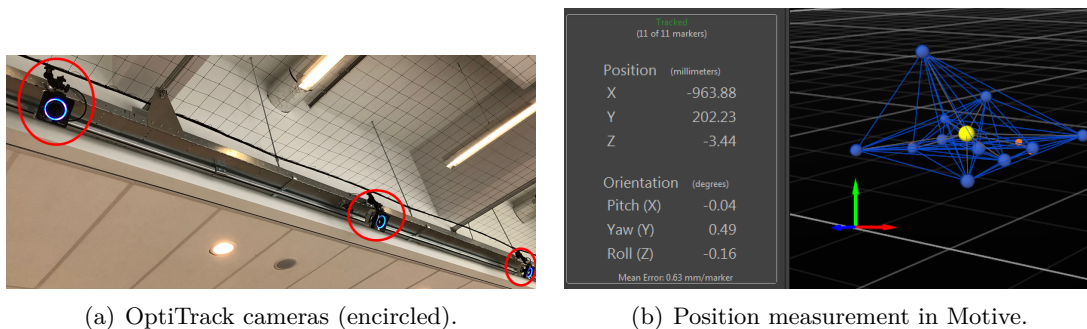 Tracked
(11 of 11 markers)
Position (millimeters)
X -963.88
Y 202.23
Z -3.44
Orientation (degrees)
Pitch (X) -0.04
Yaw (Y) 0.49
Roll (Z) -0.16
Mean Error: 0.63 mm/marker
(a) OptiTrack cameras (encircled).
(b) Position measurement in Motive.